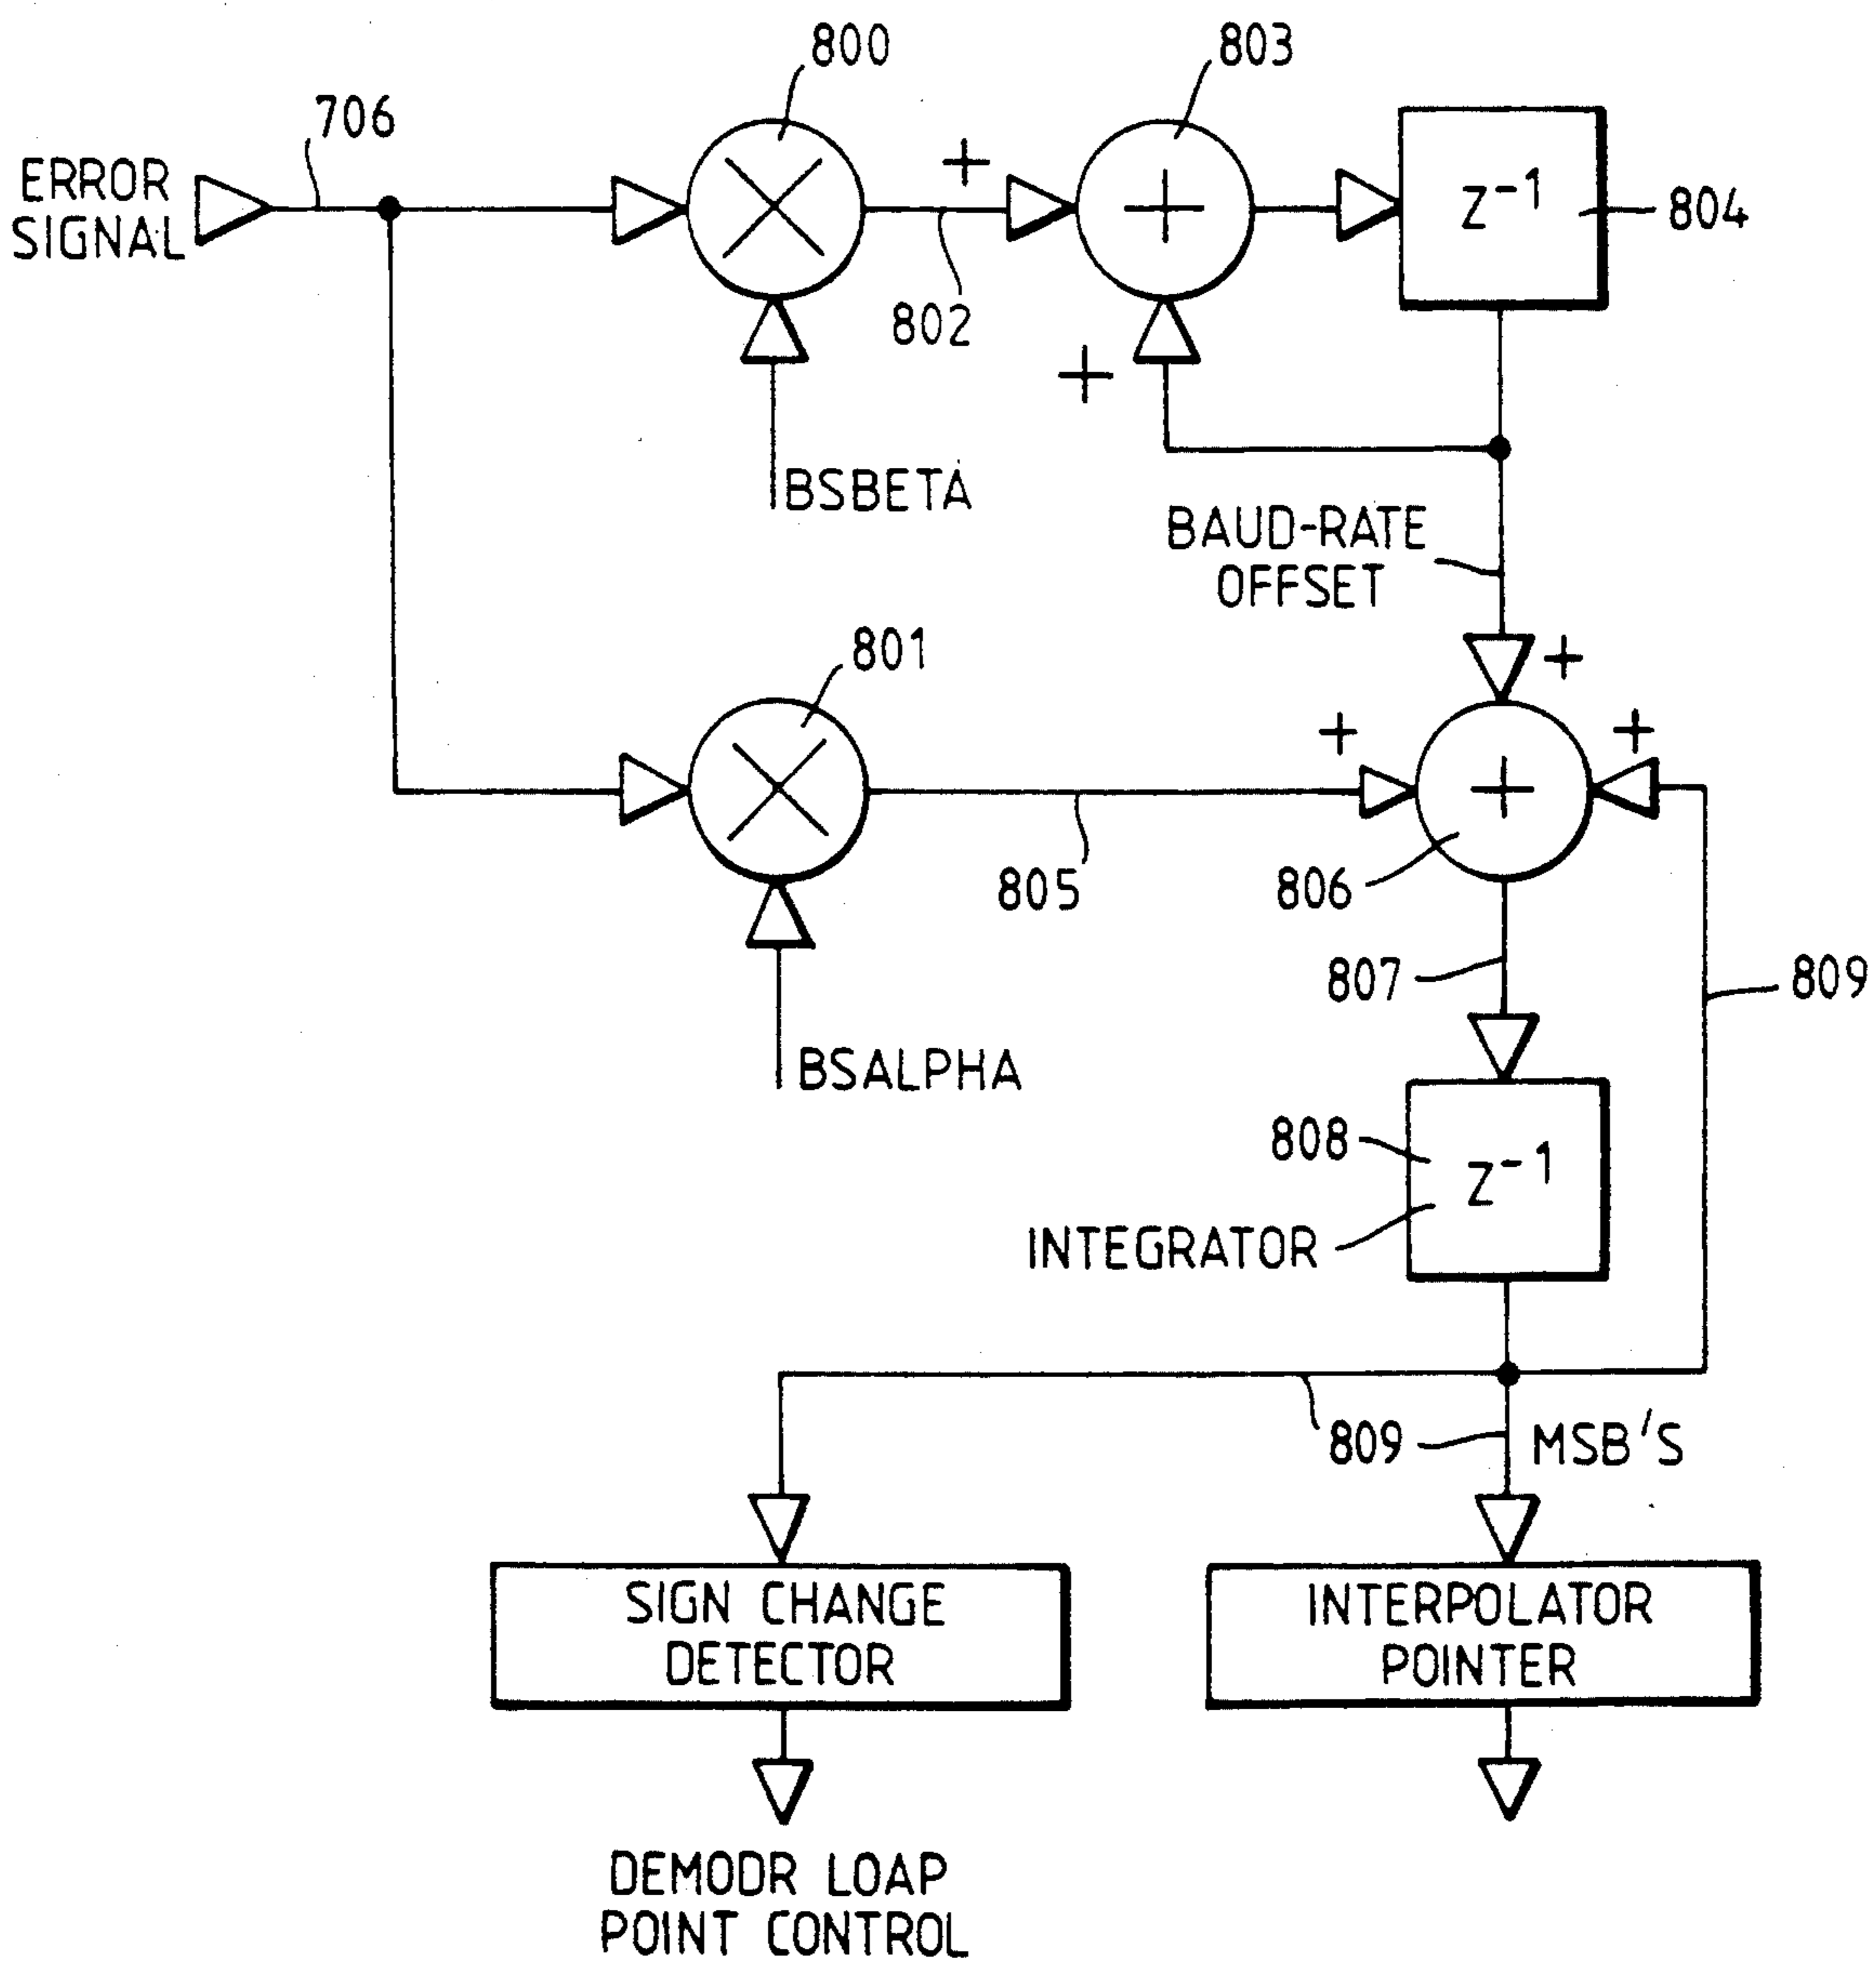 800
803
706
ERROR
SIGNAL
+
+
Z⁻¹
804
802
+
BSBETA
BAUD-RATE
OFFSET
801
+
+
+
+
805
806
807
809
BSALPHA
808
Z⁻¹
INTEGRATOR
809
MSB'S
SIGN CHANGE
DETECTOR
INTERPOLATOR
POINTER
DEMODR LOAP
POINT CONTROL